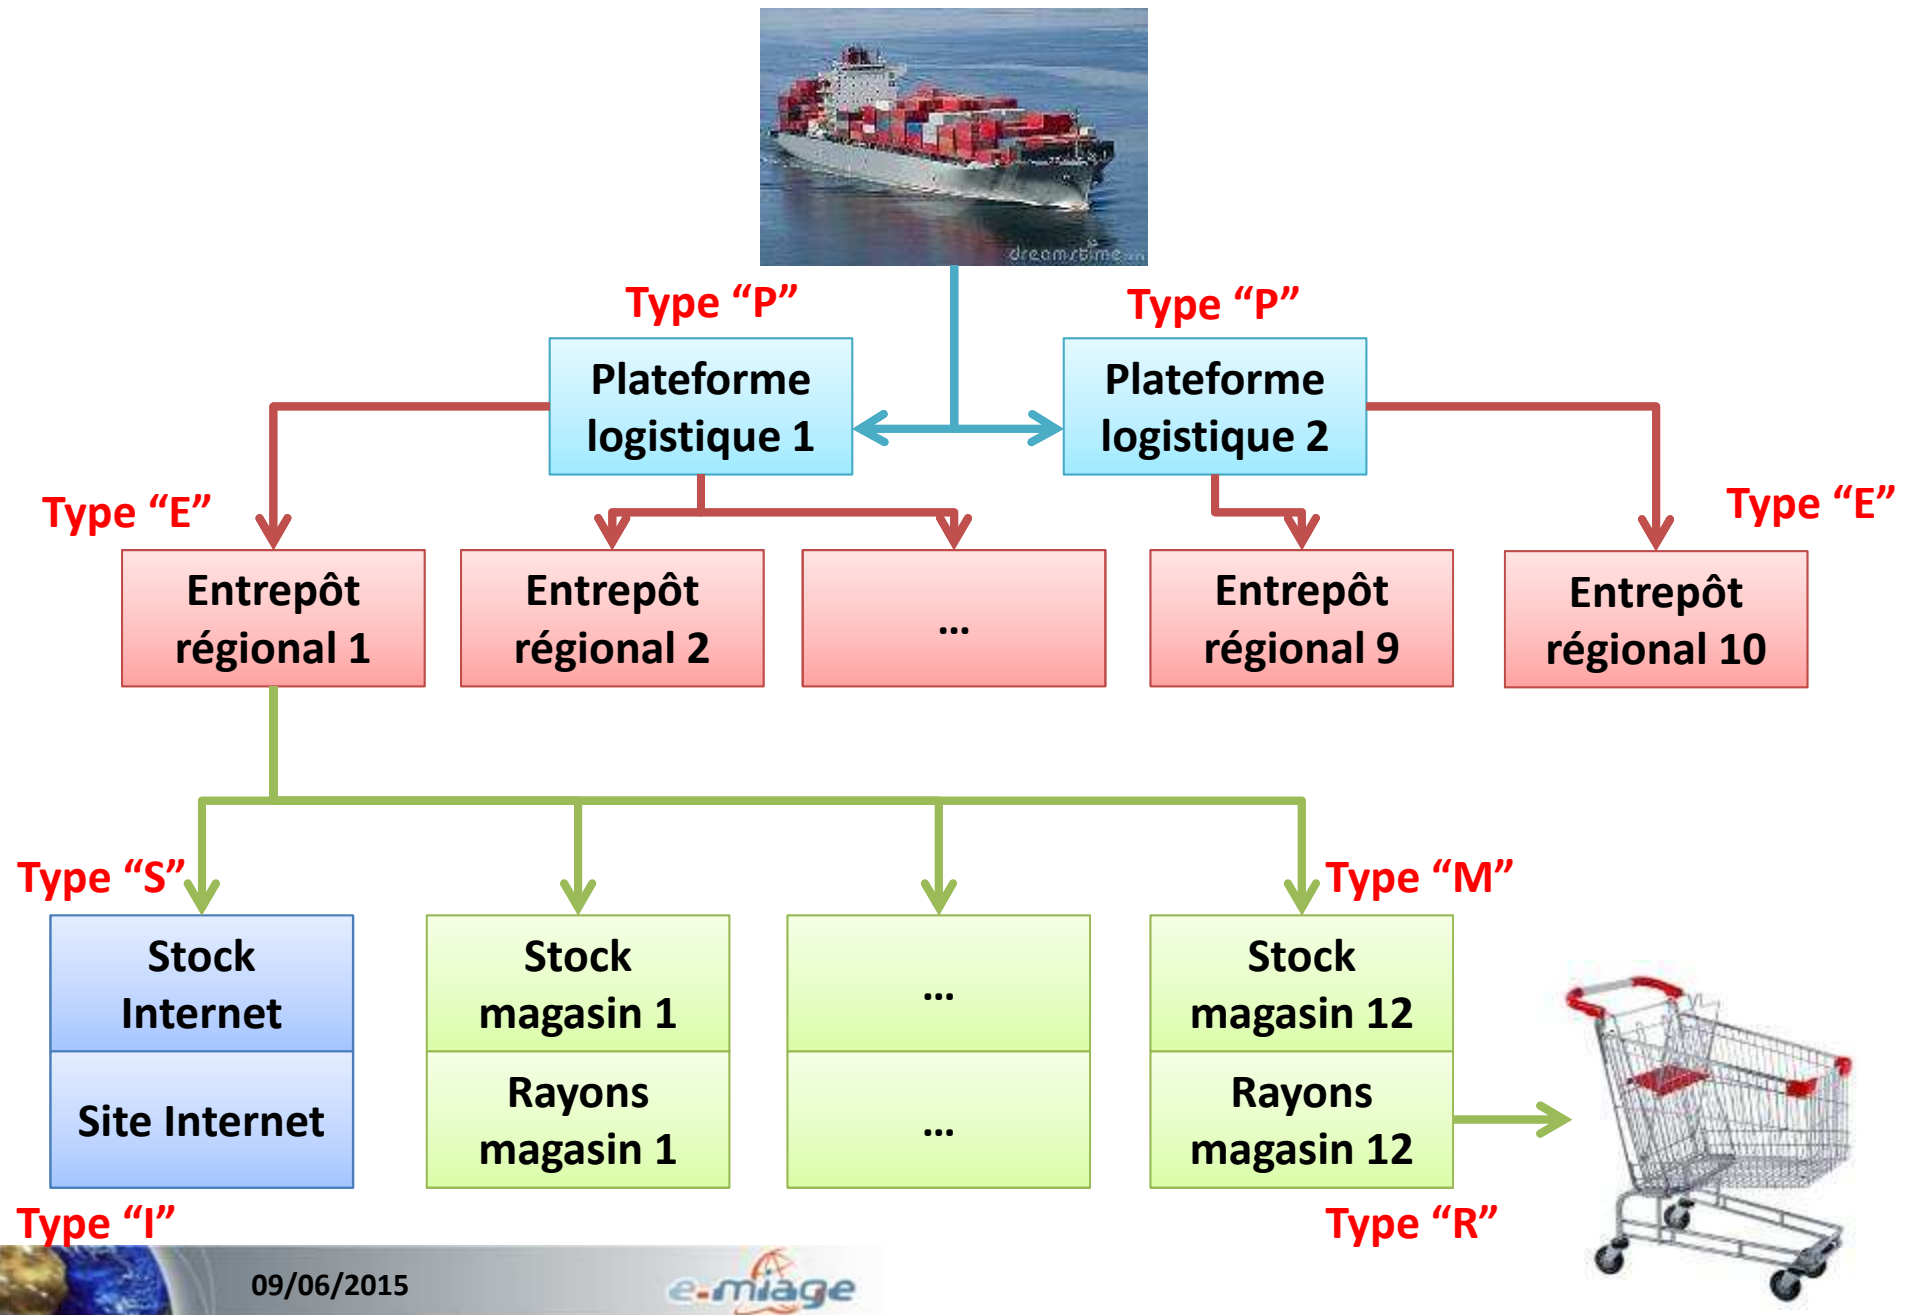 dreamstime
Type “P”
Type “P”
Plateforme
logistique 1
Plateforme
logistique 2
Type “E”
Type “E”
Entrepôt
régional 1
Entrepôt
régional 2
...
Entrepôt
régional 9
Entrepôt
régional 10
Type “S”
Type “M”
Stock
Internet
Stock
magasin 1
...
Stock
magasin 12
Site Internet
Rayons
magasin 1
...
Rayons
magasin 12
Type “I”
Type “R”
09/06/2015
e-miage